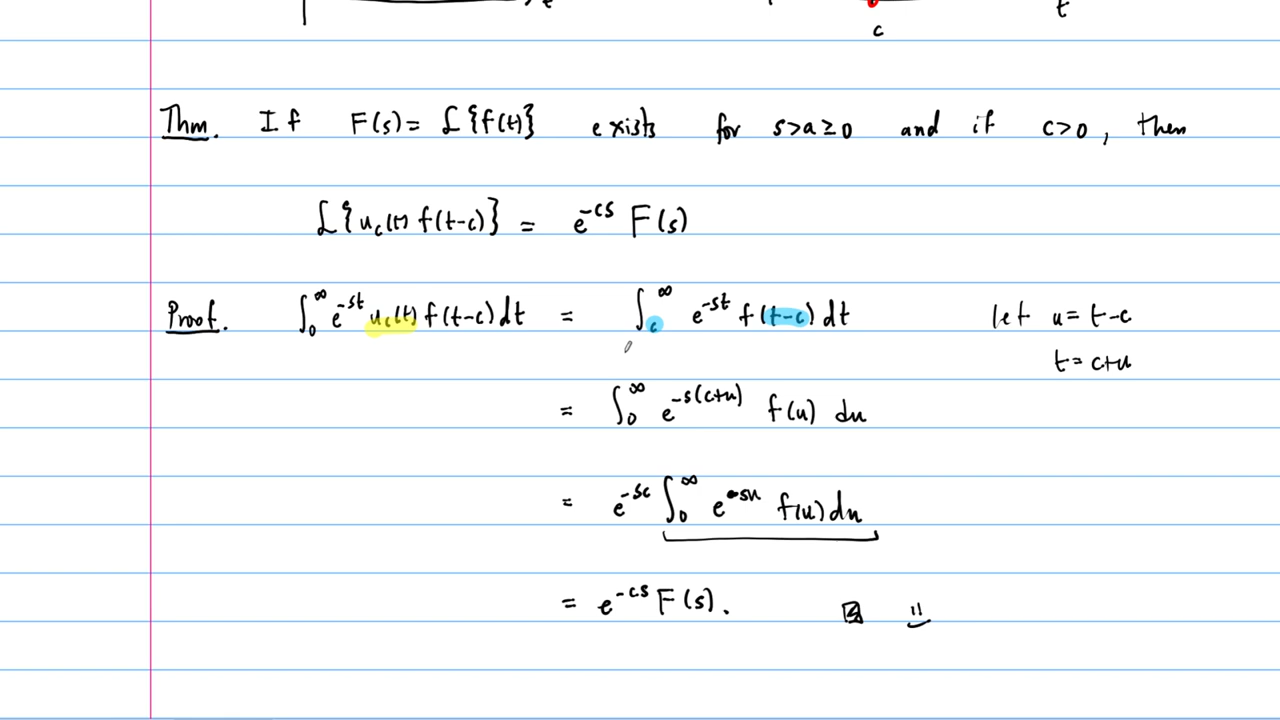 t
c
t
Thm. If F(s) = ℒ{f(t)} exists for s>a≥0 and if c>0, then
ℒ{u_c(t) f(t-c)} = e^{-cs} F(s)
Proof. ∫_0^∞ e^{-st} u_c(t) f(t-c) dt = ∫_c^∞ e^{-st} f(t-c) dt let u = t-c
t = c+u
= ∫_0^∞ e^{-s(c+u)} f(u) du
= e^{-sc} ∫_0^∞ e^{-su} f(u) du
= e^{-cs} F(s).